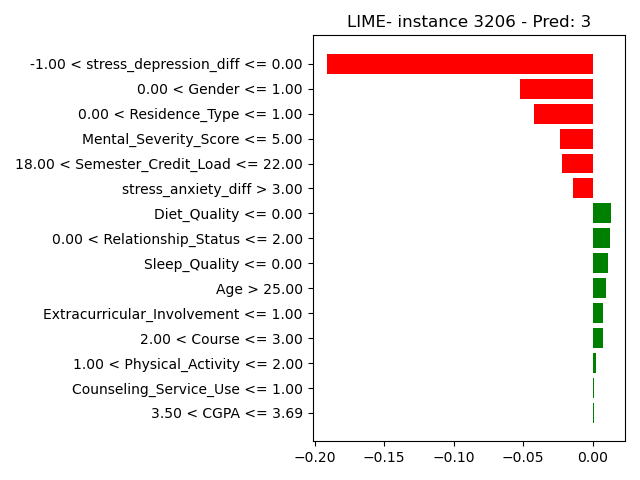 LIME- instance 3206 - Pred: 3
-1.00 < stress_depression_diff <= 0.00
0.00 < Gender <= 1.00
0.00 < Residence_Type <= 1.00
Mental_Severity_Score <= 5.00
18.00 < Semester_Credit_Load <= 22.00
stress_anxiety_diff > 3.00
Diet_Quality <= 0.00
0.00 < Relationship_Status <= 2.00
Sleep_Quality <= 0.00
Age > 25.00
Extracurricular_Involvement <= 1.00
2.00 < Course <= 3.00
1.00 < Physical_Activity <= 2.00
Counseling_Service_Use <= 1.00
3.50 < CGPA <= 3.69
−0.20 −0.15 −0.10 −0.05 0.00